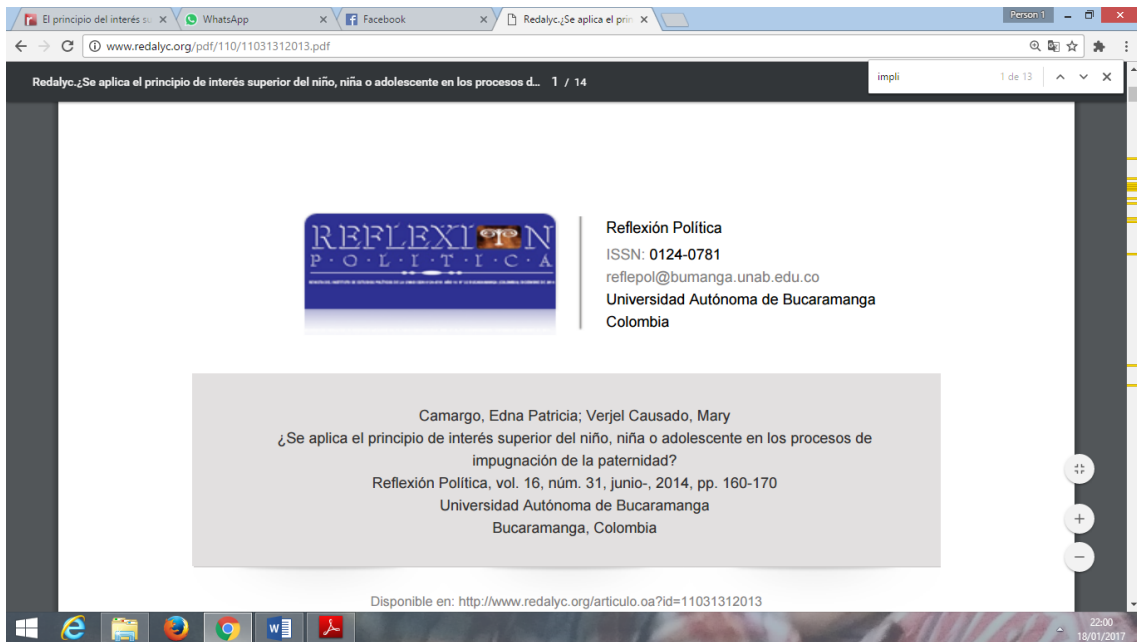 El principio del interés su
WhatsApp
Facebook
Redalyc.¿Se aplica el prin
Person 1
www.redalyc.org/pdf/110/11031312013.pdf
Redalyc.¿Se aplica el principio de interés superior del niño, niña o adolescente en los procesos d... 1 / 14
impli 1 de 13
REFLEXION
P·O·L·I·T·I·C·A
Reflexión Política
ISSN: 0124-0781
reflepol@bumanga.unab.edu.co
Universidad Autónoma de Bucaramanga
Colombia
Camargo, Edna Patricia; Verjel Causado, Mary
¿Se aplica el principio de interés superior del niño, niña o adolescente en los procesos de
impugnación de la paternidad?
Reflexión Política, vol. 16, núm. 31, junio-, 2014, pp. 160-170
Universidad Autónoma de Bucaramanga
Bucaramanga, Colombia
Disponible en: http://www.redalyc.org/articulo.oa?id=11031312013
22:00
18/01/2017